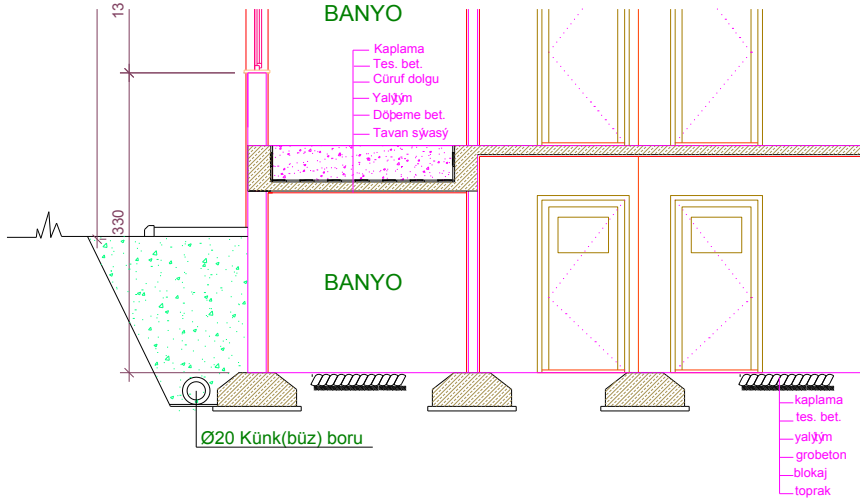 13
BANYO
Kaplama
Tes. bet.
Cüruf dolgu
Yalýtým
Döþeme bet.
Tavan sývasý
330
BANYO
Ø20 Künk(büz) boru
kaplama
tes. bet.
yalýtým
grobeton
blokaj
toprak